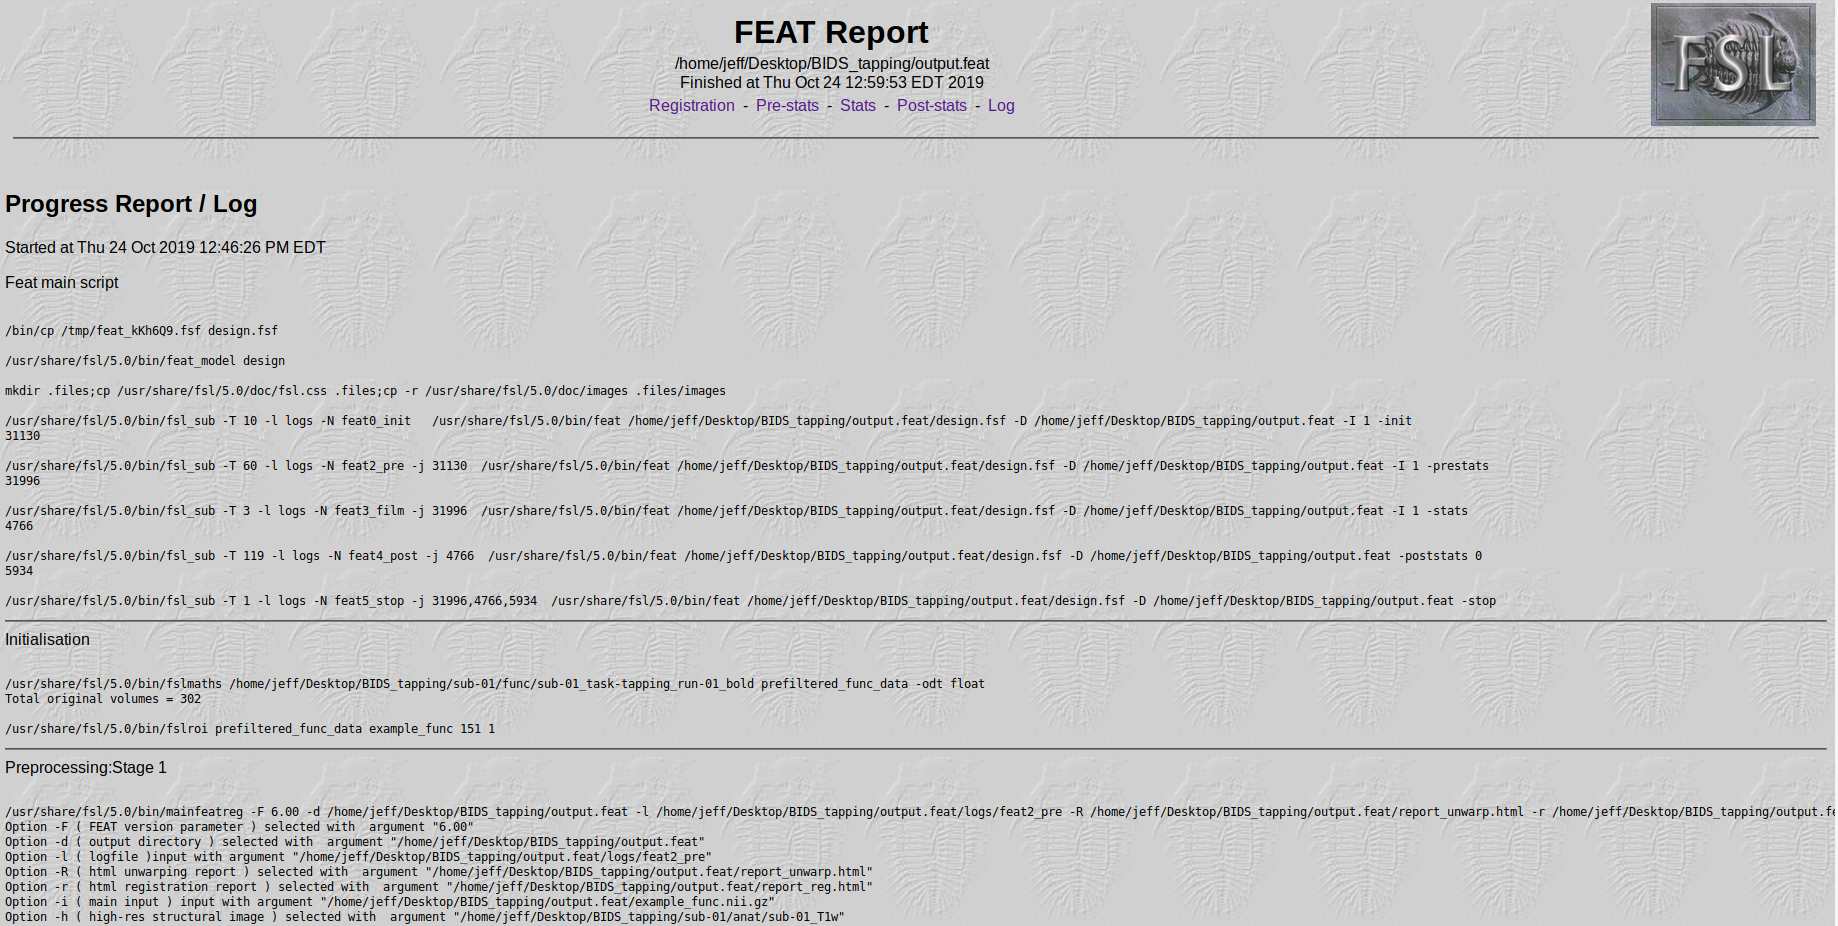 FEAT Report
FSL
/home/jeff/Desktop/BIDS_tapping/output.feat
Finished at Thu Oct 24 12:59:53 EDT 2019
Registration - Pre-stats - Stats - Post-stats - Log
Progress Report / Log
Started at Thu 24 Oct 2019 12:46:26 PM EDT
Feat main script
/bin/cp /tmp/feat_kKh6Q9.fsf design.fsf
/usr/share/fsl/5.0/bin/feat_model design
mkdir .files;cp /usr/share/fsl/5.0/doc/fsl.css .files;cp -r /usr/share/fsl/5.0/doc/images .files/images
/usr/share/fsl/5.0/bin/fsl_sub -T 10 -l logs -N feat0_init   /usr/share/fsl/5.0/bin/feat /home/jeff/Desktop/BIDS_tapping/output.feat/design.fsf -D /home/jeff/Desktop/BIDS_tapping/output.feat -I 1 -init
31130
/usr/share/fsl/5.0/bin/fsl_sub -T 60 -l logs -N feat2_pre -j 31130  /usr/share/fsl/5.0/bin/feat /home/jeff/Desktop/BIDS_tapping/output.feat/design.fsf -D /home/jeff/Desktop/BIDS_tapping/output.feat -I 1 -prestats
31996
/usr/share/fsl/5.0/bin/fsl_sub -T 3 -l logs -N feat3_film -j 31996  /usr/share/fsl/5.0/bin/feat /home/jeff/Desktop/BIDS_tapping/output.feat/design.fsf -D /home/jeff/Desktop/BIDS_tapping/output.feat -I 1 -stats
4766
/usr/share/fsl/5.0/bin/fsl_sub -T 119 -l logs -N feat4_post -j 4766  /usr/share/fsl/5.0/bin/feat /home/jeff/Desktop/BIDS_tapping/output.feat/design.fsf -D /home/jeff/Desktop/BIDS_tapping/output.feat -poststats 0
5934
/usr/share/fsl/5.0/bin/fsl_sub -T 1 -l logs -N feat5_stop -j 31996,4766,5934  /usr/share/fsl/5.0/bin/feat /home/jeff/Desktop/BIDS_tapping/output.feat/design.fsf -D /home/jeff/Desktop/BIDS_tapping/output.feat -stop
Initialisation
/usr/share/fsl/5.0/bin/fslmaths /home/jeff/Desktop/BIDS_tapping/sub-01/func/sub-01_task-tapping_run-01_bold prefiltered_func_data -odt float
Total original volumes = 302
/usr/share/fsl/5.0/bin/fslroi prefiltered_func_data example_func 151 1
Preprocessing:Stage 1
/usr/share/fsl/5.0/bin/mainfeatreg -F 6.00 -d /home/jeff/Desktop/BIDS_tapping/output.feat -l /home/jeff/Desktop/BIDS_tapping/output.feat/logs/feat2_pre -R /home/jeff/Desktop/BIDS_tapping/output.feat/report_unwarp.html -r /home/jeff/Desktop/BIDS_tapping/output.fe
Option -F ( FEAT version parameter ) selected with  argument "6.00"
Option -d ( output directory ) selected with  argument "/home/jeff/Desktop/BIDS_tapping/output.feat"
Option -l ( logfile )input with argument "/home/jeff/Desktop/BIDS_tapping/output.feat/logs/feat2_pre"
Option -R ( html unwarping report ) selected with  argument "/home/jeff/Desktop/BIDS_tapping/output.feat/report_unwarp.html"
Option -r ( html registration report ) selected with  argument "/home/jeff/Desktop/BIDS_tapping/output.feat/report_reg.html"
Option -i ( main input ) input with argument "/home/jeff/Desktop/BIDS_tapping/output.feat/example_func.nii.gz"
Option -h ( high-res structural image ) selected with  argument "/home/jeff/Desktop/BIDS_tapping/sub-01/anat/sub-01_T1w"